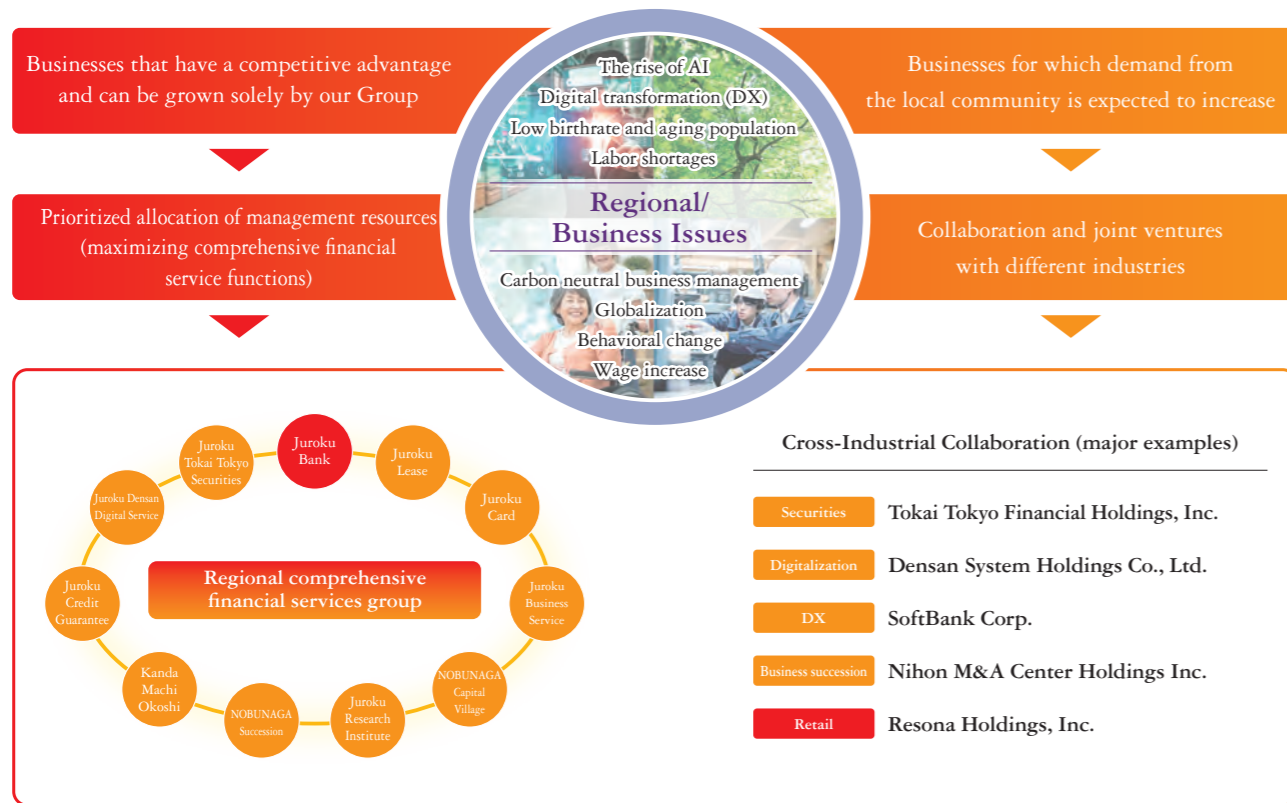 Businesses that have a competitive advantage
and can be grown solely by our Group
Prioritized allocation of management resources
(maximizing comprehensive financial
service functions)
The rise of AI
Digital transformation (DX)
Low birthrate and aging population
Labor shortages
Regional/
Business Issues
Carbon neutral business management
Globalization
Behavioral change
Wage increase
Businesses for which demand from
the local community is expected to increase
Collaboration and joint ventures
with different industries
Juroku
Bank
Juroku
Lease
Juroku
Card
Juroku
Business
Service
NOBUNAGA
Capital
Village
Juroku
Research
Institute
NOBUNAGA
Succession
Kanda
Machi
Okoshi
Juroku
Credit
Guarantee
Juroku Densan
Digital Service
Juroku
Tokai Tokyo
Securities
Regional comprehensive
financial services group
Cross-Industrial Collaboration (major examples)
Securities Tokai Tokyo Financial Holdings, Inc.
Digitalization Densan System Holdings Co., Ltd.
DX SoftBank Corp.
Business succession Nihon M&A Center Holdings Inc.
Retail Resona Holdings, Inc.